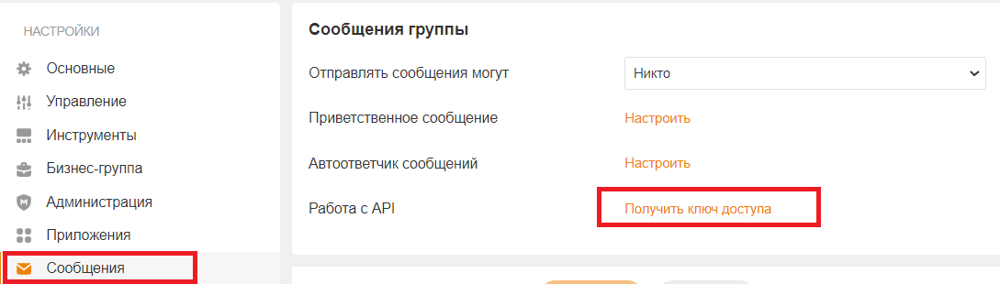 НАСТРОЙКИ
Основные
Управление
Инструменты
Бизнес-группа
Администрация
Приложения
Сообщения
Сообщения группы
Отправлять сообщения могут
Никто
Приветственное сообщение
Настроить
Автоответчик сообщений
Настроить
Работа с API
Получить ключ доступа